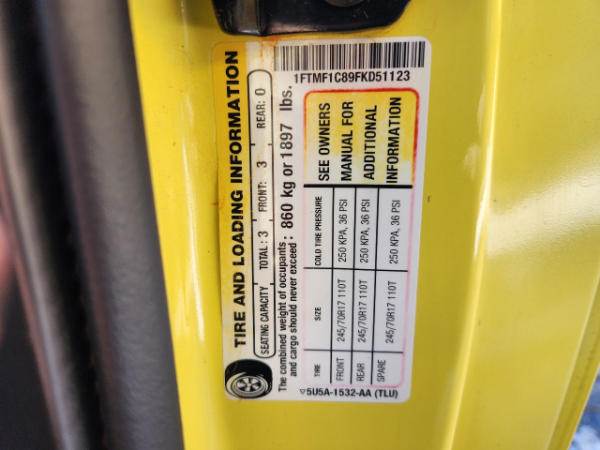 TIRE AND LOADING INFORMATION
SEATING CAPACITY TOTAL: 3 FRONT: 3 REAR: 0
The combined weight of occupants : 860 kg or 1897 lbs.
and cargo should never exceed
TIRE SIZE COLD TIRE PRESSURE SEE OWNERS
FRONT 245/70R17 110T 250 KPA, 36 PSI MANUAL FOR
REAR 245/70R17 110T 250 KPA, 36 PSI ADDITIONAL
SPARE 245/70R17 110T 250 KPA, 36 PSI INFORMATION
▽5U5A-1532-AA (TLU)
1FTMF1C89FKD51123